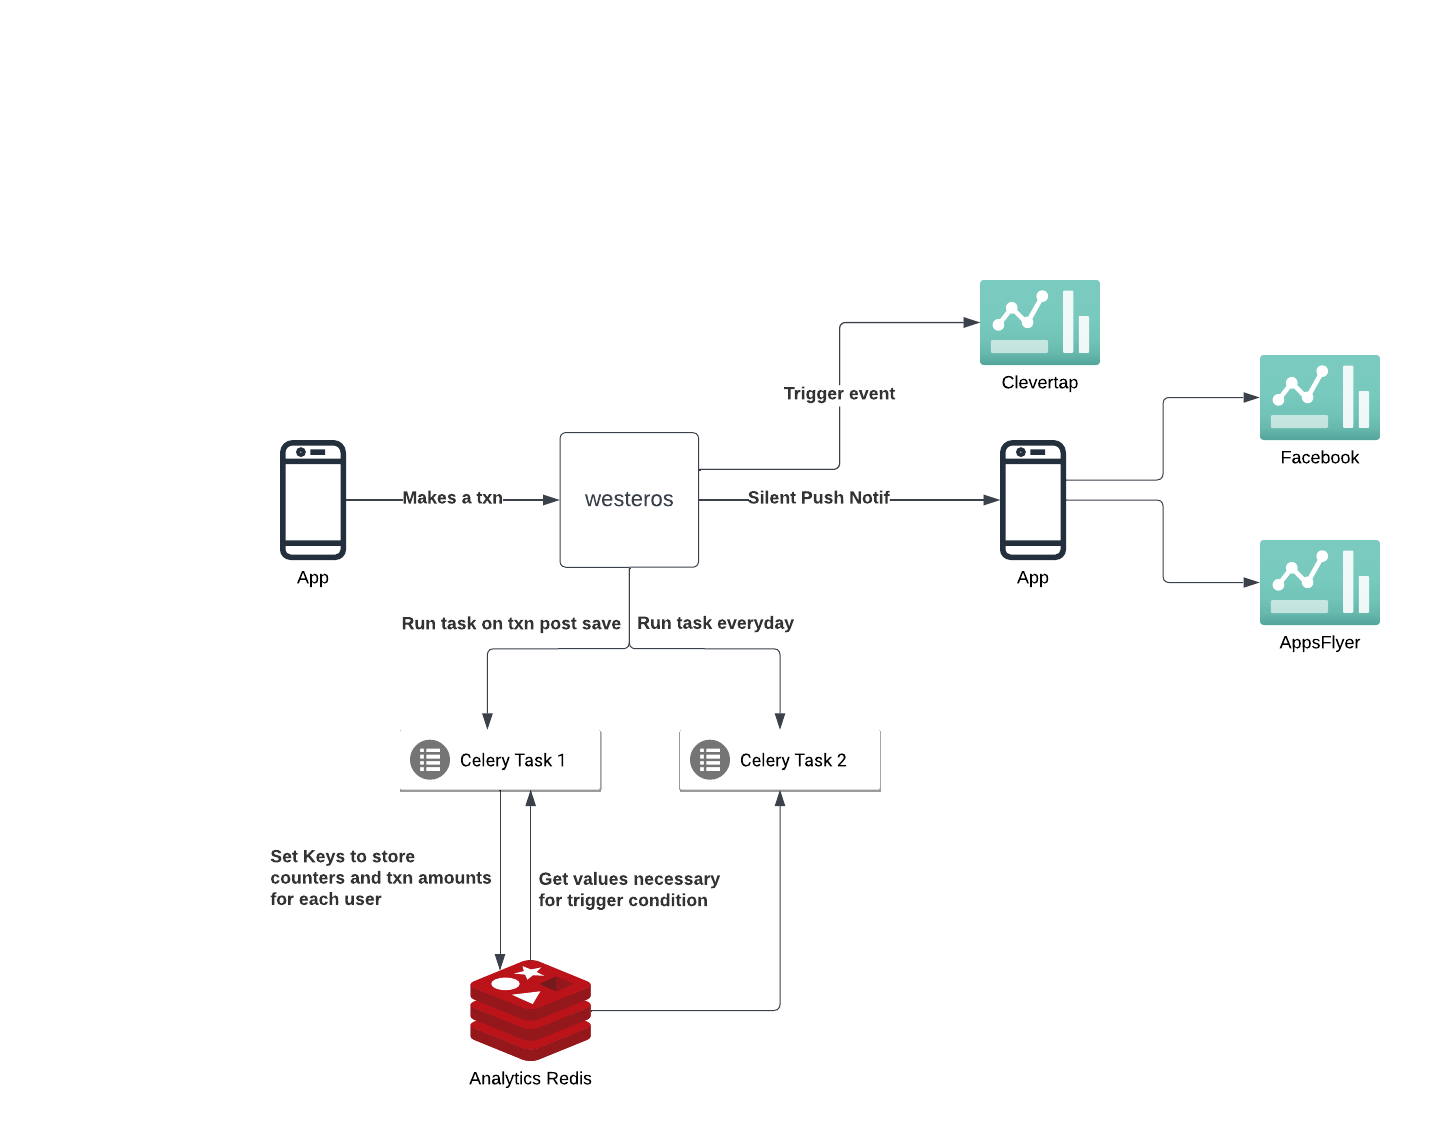 Clevertap
Trigger event
Facebook
Makes a txn
westeros
Silent Push Notif
App
App
Run task on txn post save
Run task everyday
AppsFlyer
Celery Task 1
Celery Task 2
Set Keys to store
counters and txn amounts
for each user
Get values necessary
for trigger condition
Analytics Redis